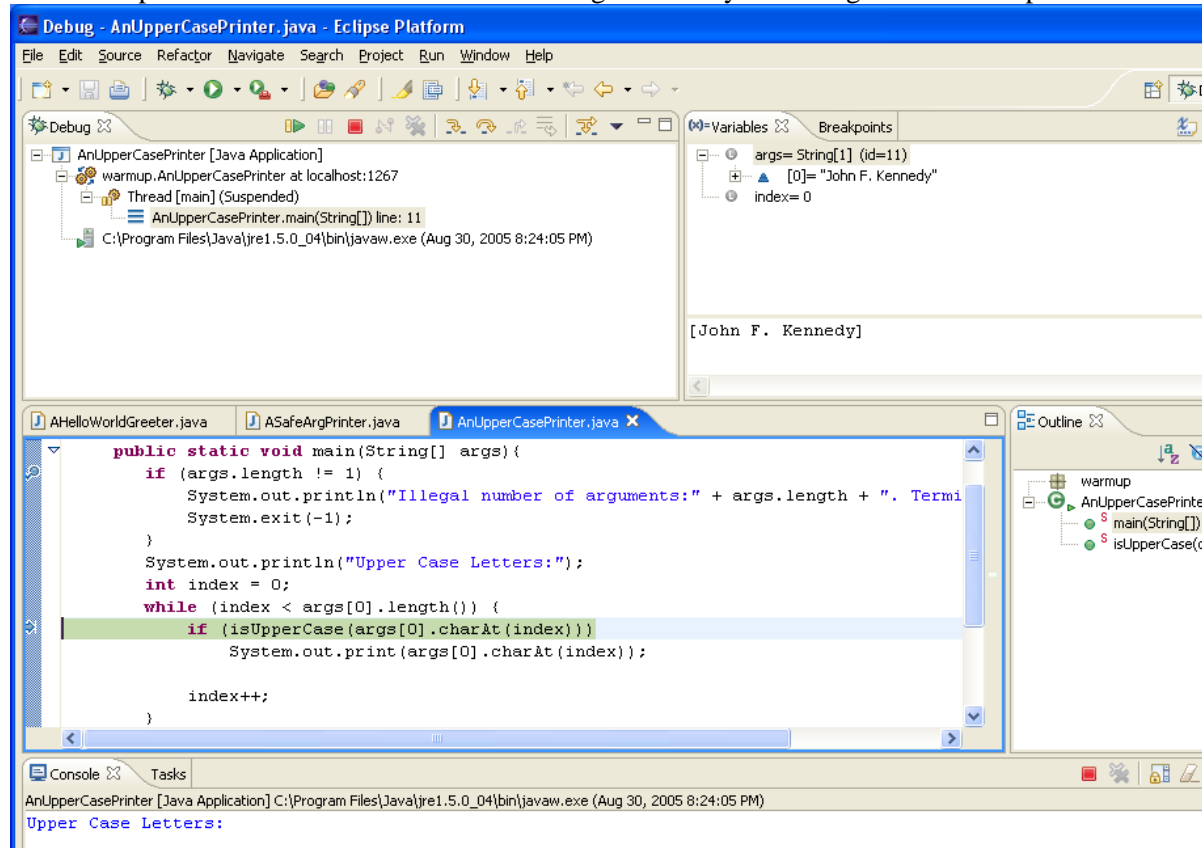 Debug - AnUpperCasePrinter.java - Eclipse Platform
File Edit Source Refactor Navigate Search Project Run Window Help
Debug
AnUpperCasePrinter [Java Application]
warmup.AnUpperCasePrinter at localhost:1267
Thread [main] (Suspended)
AnUpperCasePrinter.main(String[]) line: 11
C:\Program Files\Java\jre1.5.0_04\bin\javaw.exe (Aug 30, 2005 8:24:05 PM)
(x)= Variables Breakpoints
args= String[1] (id=11)
[0]= "John F. Kennedy"
index= 0
[John F. Kennedy]
AHelloWorldGreeter.java ASafeArgPrinter.java AnUpperCasePrinter.java
public static void main(String[] args){
if (args.length != 1) {
System.out.println("Illegal number of arguments:" + args.length + ". Termi
System.exit(-1);
}
System.out.println("Upper Case Letters:");
int index = 0;
while (index < args[0].length()) {
if (isUpperCase(args[0].charAt(index)))
System.out.print(args[0].charAt(index));
index++;
}
Outline
warmup
AnUpperCasePrinte
main(String[])
isUpperCase(c
Console Tasks
AnUpperCasePrinter [Java Application] C:\Program Files\Java\jre1.5.0_04\bin\javaw.exe (Aug 30, 2005 8:24:05 PM)
Upper Case Letters: